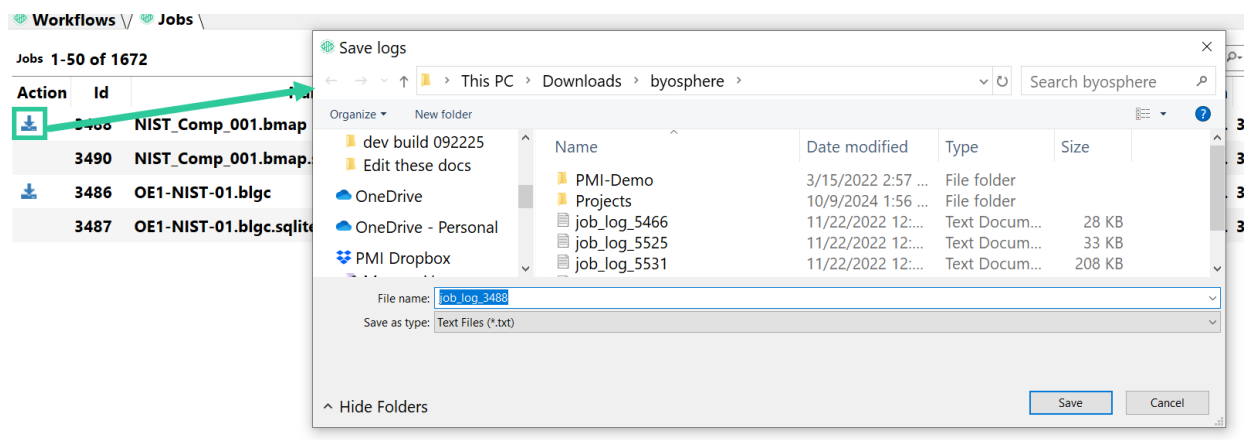 Workflows
Jobs
Jobs 1-50 of 1672
Action Id
3488 NIST_Comp_001.bmap
3490 NIST_Comp_001.bmap.
3486 OE1-NIST-01.blgc
3487 OE1-NIST-01.blgc.sqlite
Save logs
This PC > Downloads > byosphere >
Search byosphere
Organize
New folder
dev build 092225
Edit these docs
OneDrive
OneDrive - Personal
PMI Dropbox
Name Date modified Type Size
PMI-Demo 3/15/2022 2:57 ... File folder
Projects 10/9/2024 1:56 ... File folder
job_log_5466 11/22/2022 12:... Text Docum... 28 KB
job_log_5525 11/22/2022 12:... Text Docum... 33 KB
job_log_5531 11/22/2022 12:... Text Docum... 208 KB
File name: job_log_3488
Save as type: Text Files (*.txt)
Hide Folders
Save
Cancel